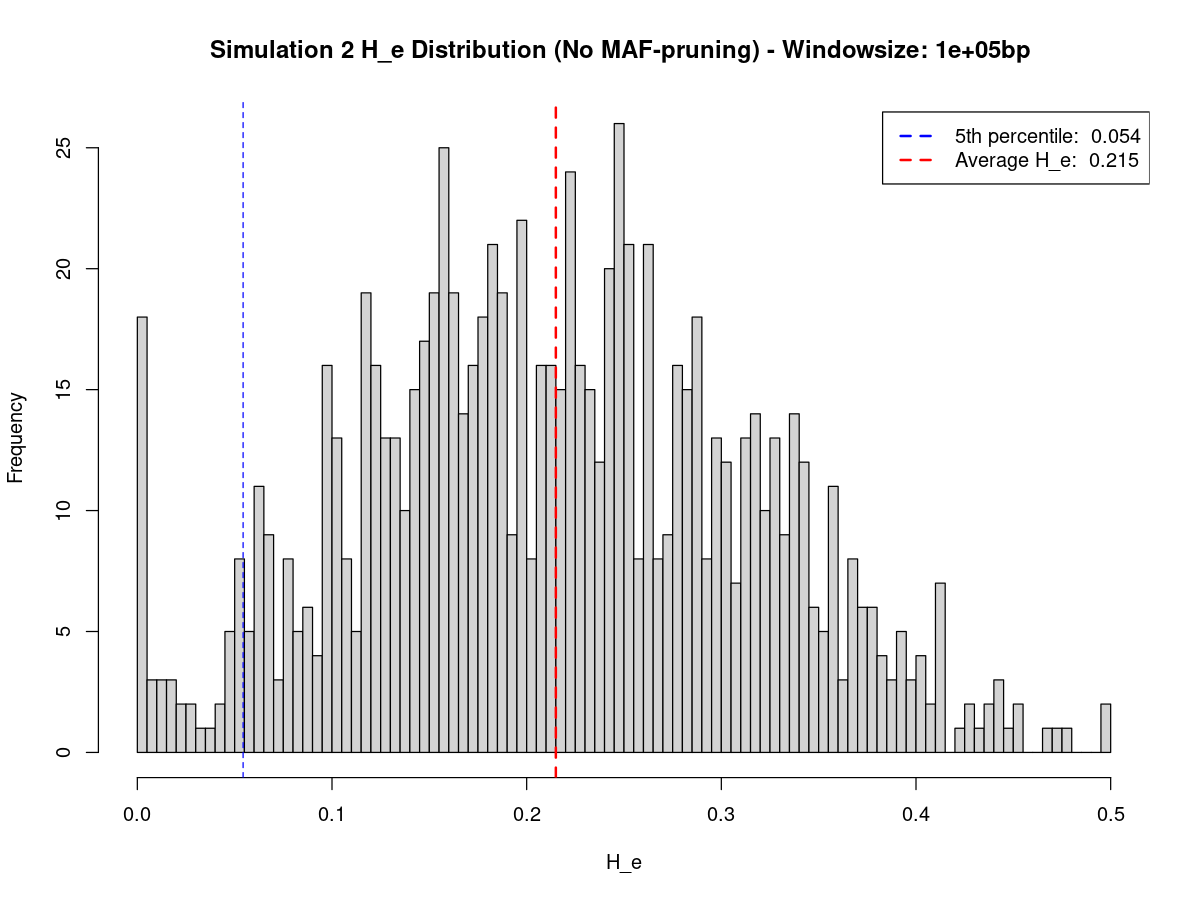 Simulation 2 H_e Distribution (No MAF-pruning) - Windowsize: 1e+05bp
5th percentile: 0.054
Average H_e: 0.215
Frequency
25
20
15
10
5
0
0.0 0.1 0.2 0.3 0.4 0.5
H_e